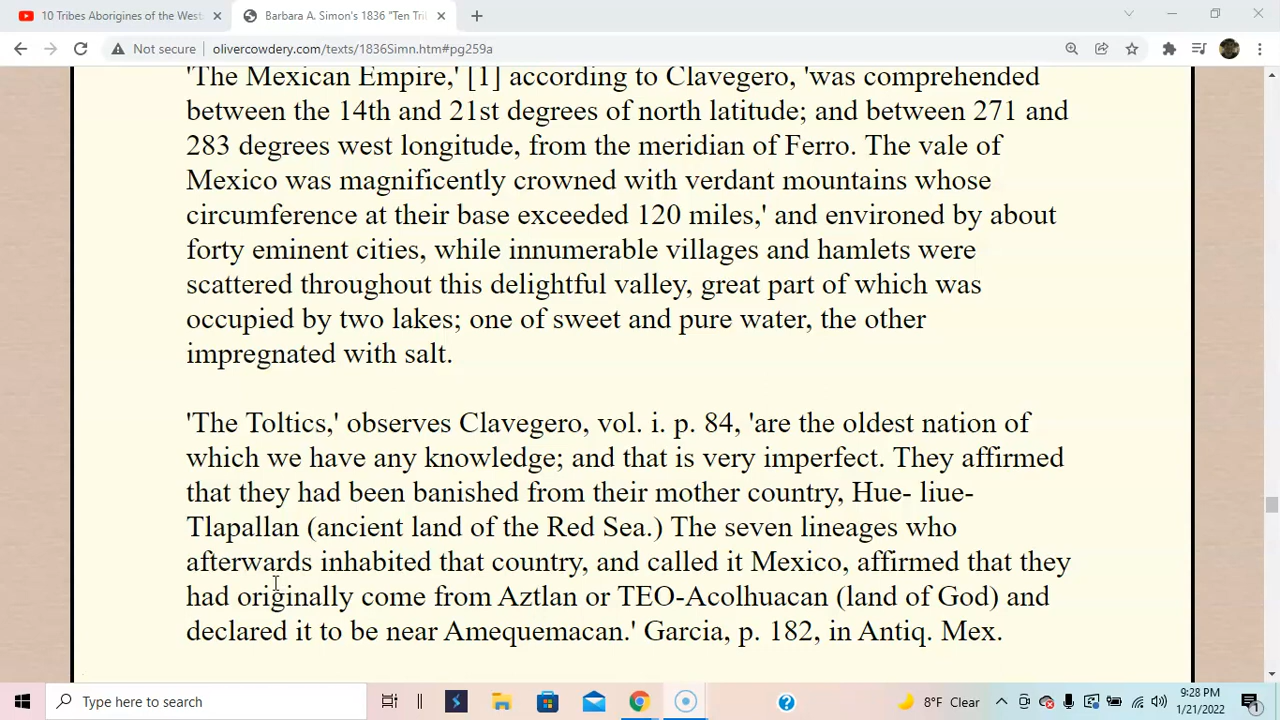 10 Tribes Aborigines of the West
Barbara A. Simon's 1836 "Ten Tri
Not secure
olivercowdery.com/texts/1836Simn.htm#pg259a
'The Mexican Empire,' [1] according to Clavegero, 'was comprehended
between the 14th and 21st degrees of north latitude; and between 271 and
283 degrees west longitude, from the meridian of Ferro. The vale of
Mexico was magnificently crowned with verdant mountains whose
circumference at their base exceeded 120 miles,' and environed by about
forty eminent cities, while innumerable villages and hamlets were
scattered throughout this delightful valley, great part of which was
occupied by two lakes; one of sweet and pure water, the other
impregnated with salt.
'The Toltics,' observes Clavegero, vol. i. p. 84, 'are the oldest nation of
which we have any knowledge; and that is very imperfect. They affirmed
that they had been banished from their mother country, Hue- liue-
Tlapallan (ancient land of the Red Sea.) The seven lineages who
afterwards inhabited that country, and called it Mexico, affirmed that they
had originally come from Aztlan or TEO-Acolhuacan (land of God) and
declared it to be near Amequemacan.' Garcia, p. 182, in Antiq. Mex.
Type here to search
8°F Clear
9:28 PM
1/21/2022